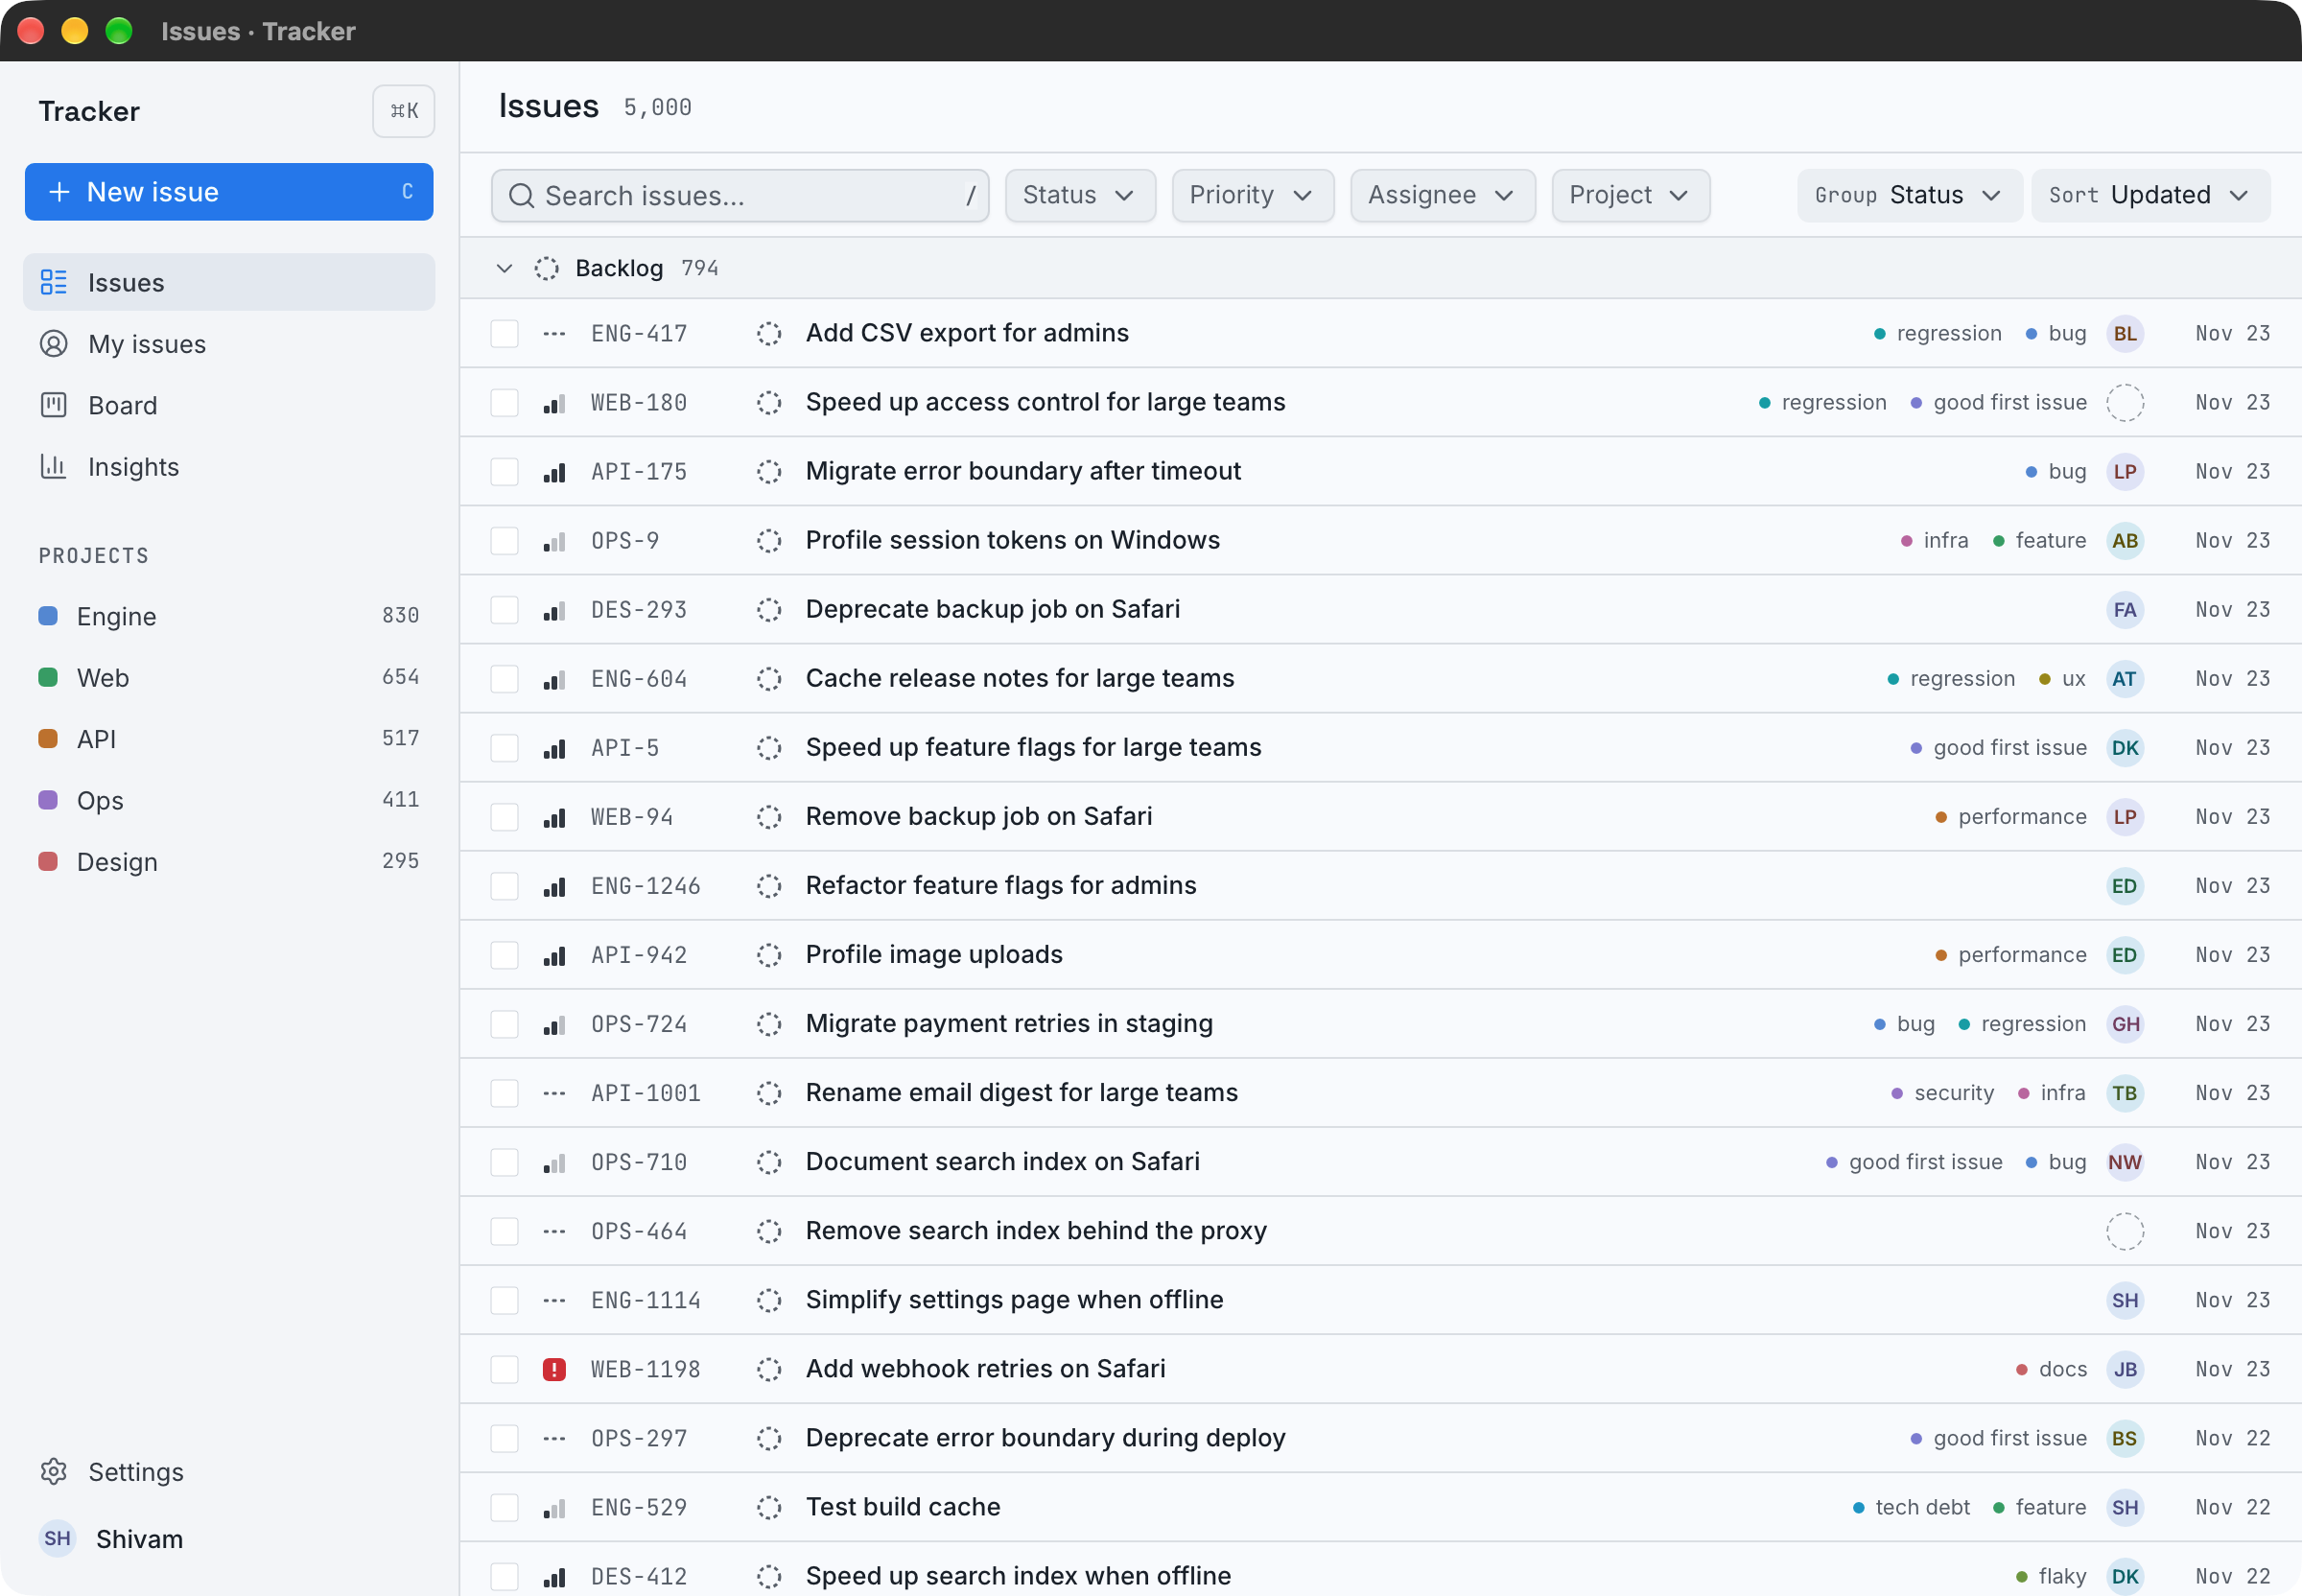 Issues · Tracker
Tracker ⌘K
New issue C
Issues
My issues
Board
Insights
PROJECTS
Engine 830
Web 654
API 517
Ops 411
Design 295
Settings
SH Shivam
Issues 5,000
Search issues... / Status Priority Assignee Project Group Status Sort Updated
Backlog 794
ENG-417 Add CSV export for admins regression bug BL Nov 23
WEB-180 Speed up access control for large teams regression good first issue Nov 23
API-175 Migrate error boundary after timeout bug LP Nov 23
OPS-9 Profile session tokens on Windows infra feature AB Nov 23
DES-293 Deprecate backup job on Safari FA Nov 23
ENG-604 Cache release notes for large teams regression ux AT Nov 23
API-5 Speed up feature flags for large teams good first issue DK Nov 23
WEB-94 Remove backup job on Safari performance LP Nov 23
ENG-1246 Refactor feature flags for admins ED Nov 23
API-942 Profile image uploads performance ED Nov 23
OPS-724 Migrate payment retries in staging bug regression GH Nov 23
API-1001 Rename email digest for large teams security infra TB Nov 23
OPS-710 Document search index on Safari good first issue bug NW Nov 23
OPS-464 Remove search index behind the proxy Nov 23
ENG-1114 Simplify settings page when offline SH Nov 23
! WEB-1198 Add webhook retries on Safari docs JB Nov 23
OPS-297 Deprecate error boundary during deploy good first issue BS Nov 22
ENG-529 Test build cache tech debt feature SH Nov 22
DES-412 Speed up search index when offline flaky DK Nov 22